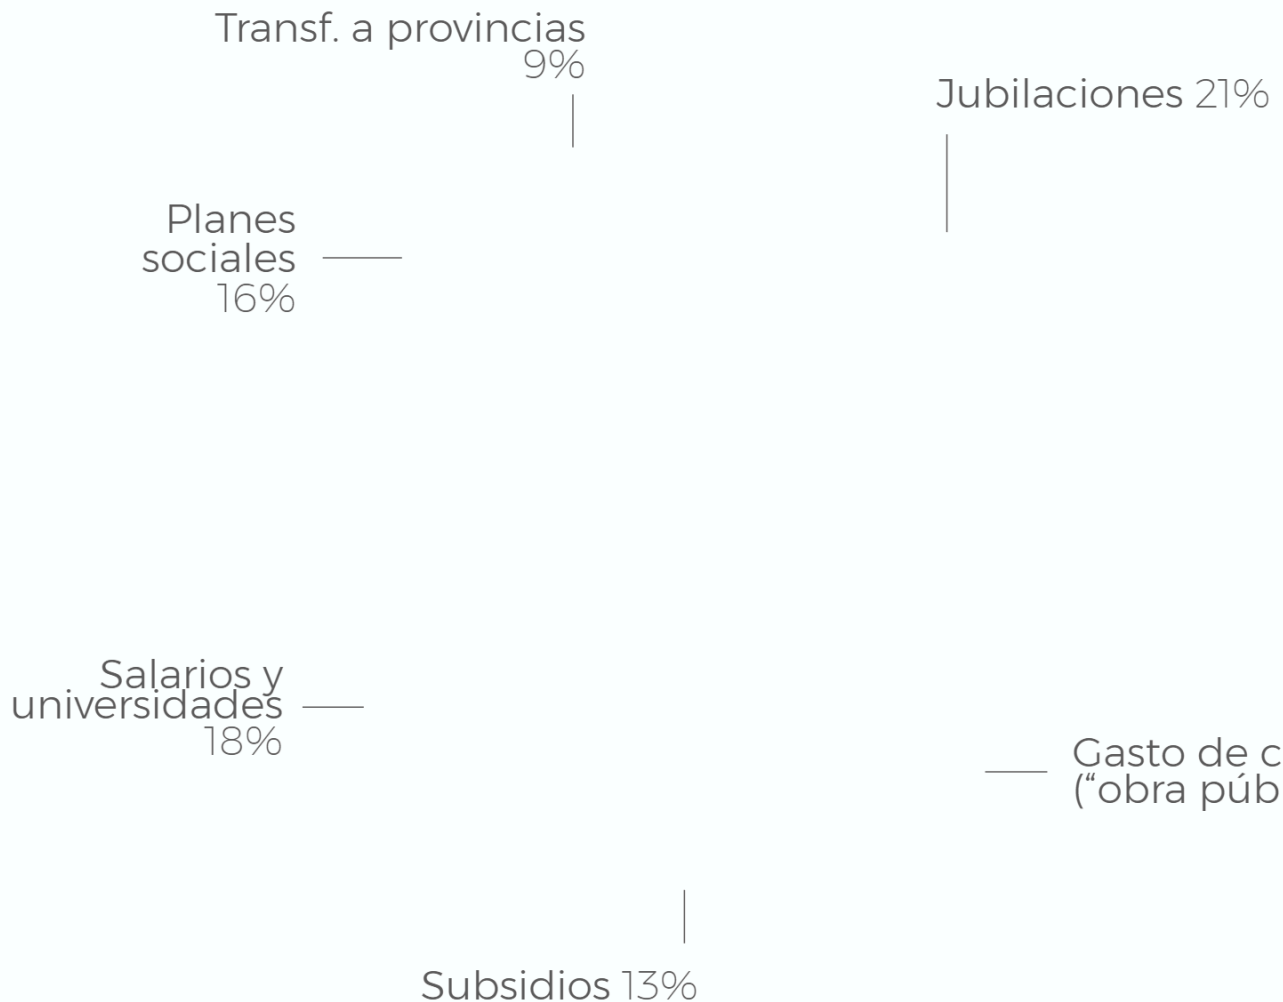 Transf. a provincias
9%
Jubilaciones 21%
Planes
sociales
16%
Salarios y
universidades
18%
Gasto de c
(“obra púb
Subsidios 13%